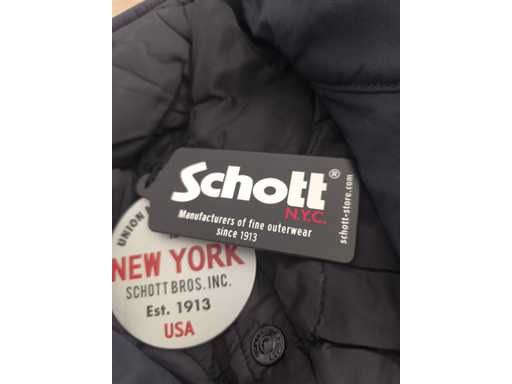 Schott®
N.Y.C.
Manufacturers of fine outerwear
since 1913
schott-store.com
UNION
NEW YORK
SCHOTT BROS. INC.
Est. 1913
USA